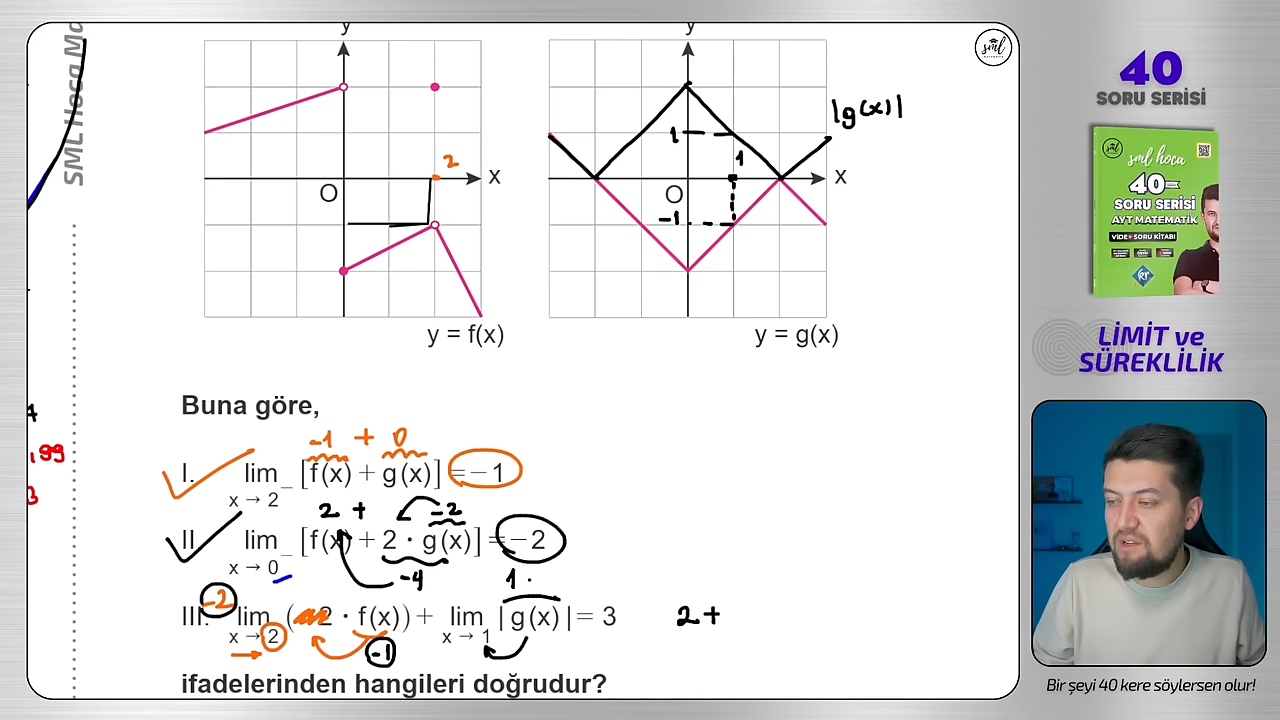 SML Hoca
y
y
sml
2
x
O
1
1
|g(x)|
x
O
-1
y = f(x)
y = g(x)
Buna göre,
-1 + 0
I. lim [f(x) + g(x)] = -1
x → 2⁻
2 + -2
II lim [f(x) + 2 · g(x)] = -2
x → 0⁻
-4
1 ·
-2
III. lim ( 2 · f(x)) + lim |g(x)| = 3
x → 2 x → 1
-1
2 +
ifadelerinden hangileri doğrudur?
,99
40
SORU SERİSİ
sml hoca
40
SORU SERİSİ
AYT MATEMATİK
VİDEO SORU KİTABI
LİMİT ve
SÜREKLİLİK
Bir şeyi 40 kere söylersen olur!